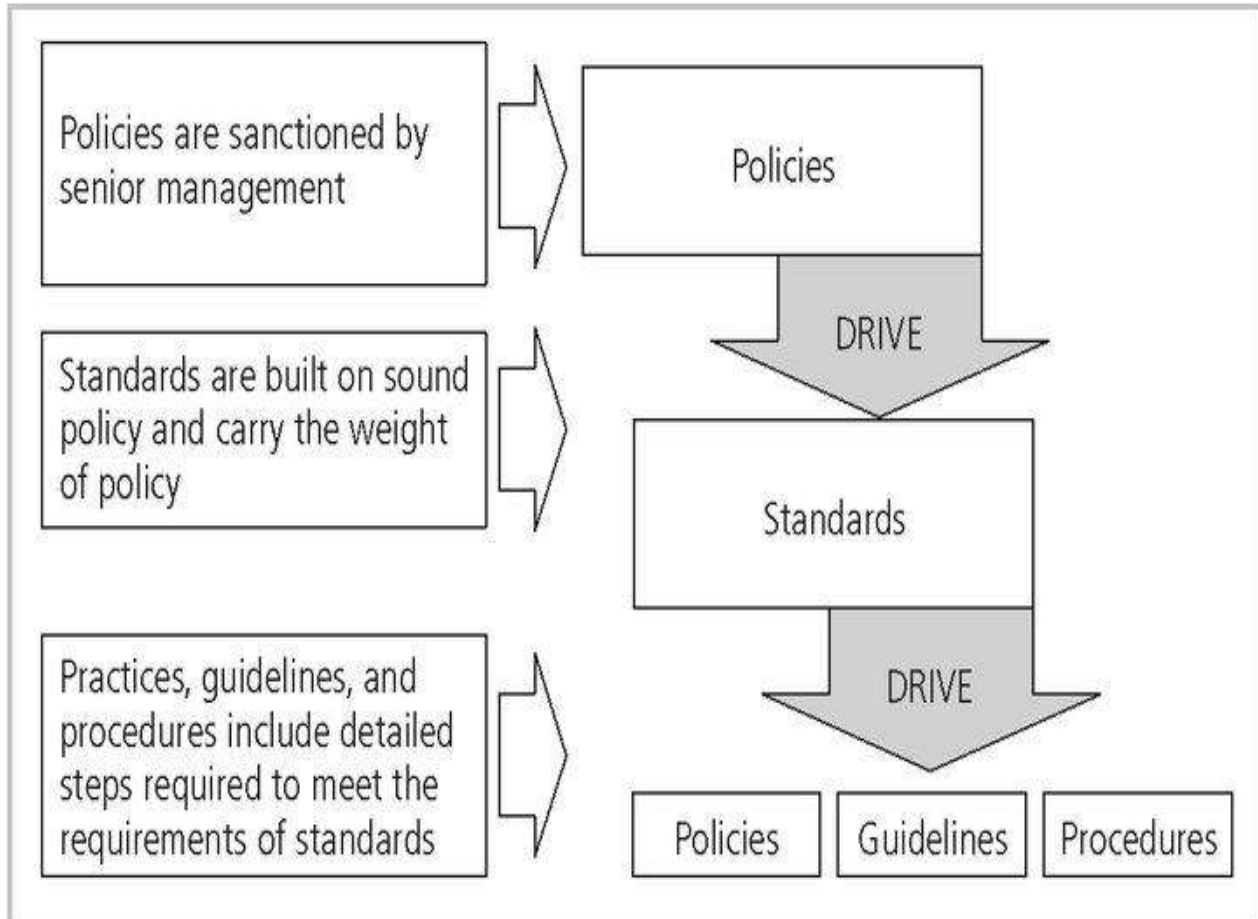 Policies are sanctioned by
senior management
Policies
DRIVE
Standards are built on sound
policy and carry the weight
of policy
Standards
DRIVE
Practices, guidelines, and
procedures include detailed
steps required to meet the
requirements of standards
Policies
Guidelines
Procedures